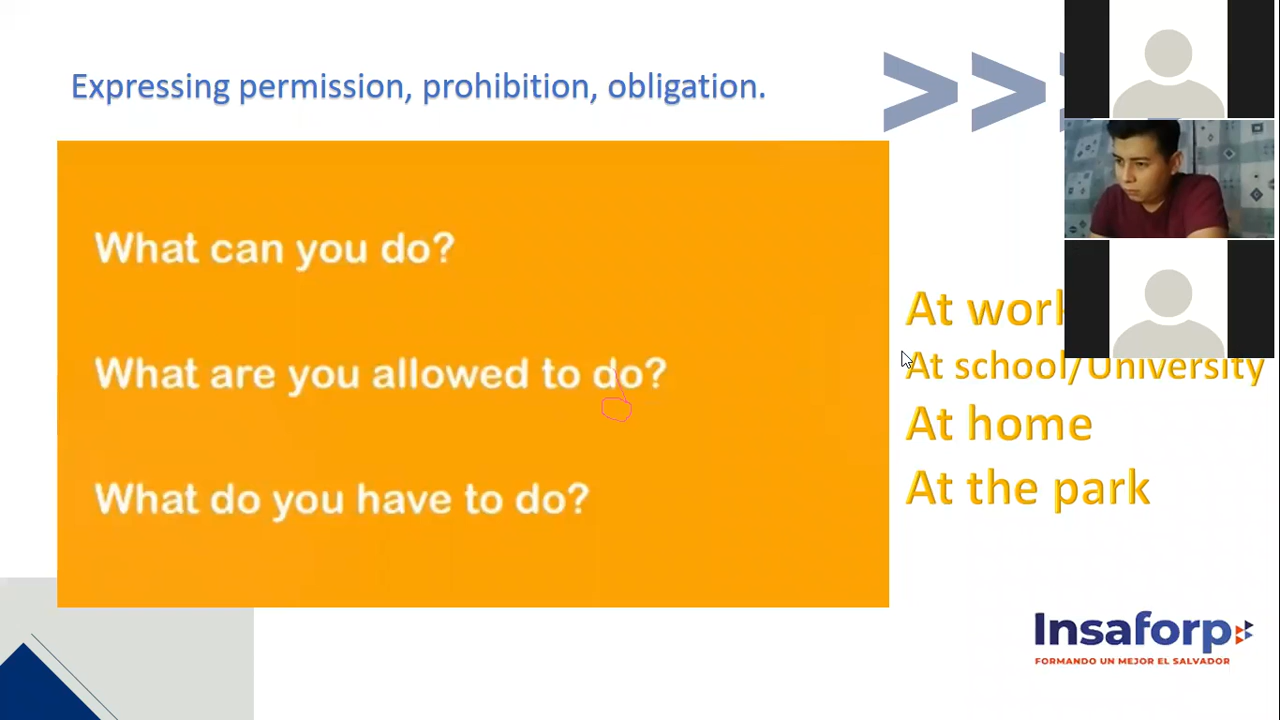 Expressing permission, prohibition, obligation.
>>
What can you do?
What are you allowed to do?
What do you have to do?
At work
At school/University
At home
At the park
Insaforp
FORMANDO UN MEJOR EL SALVADOR